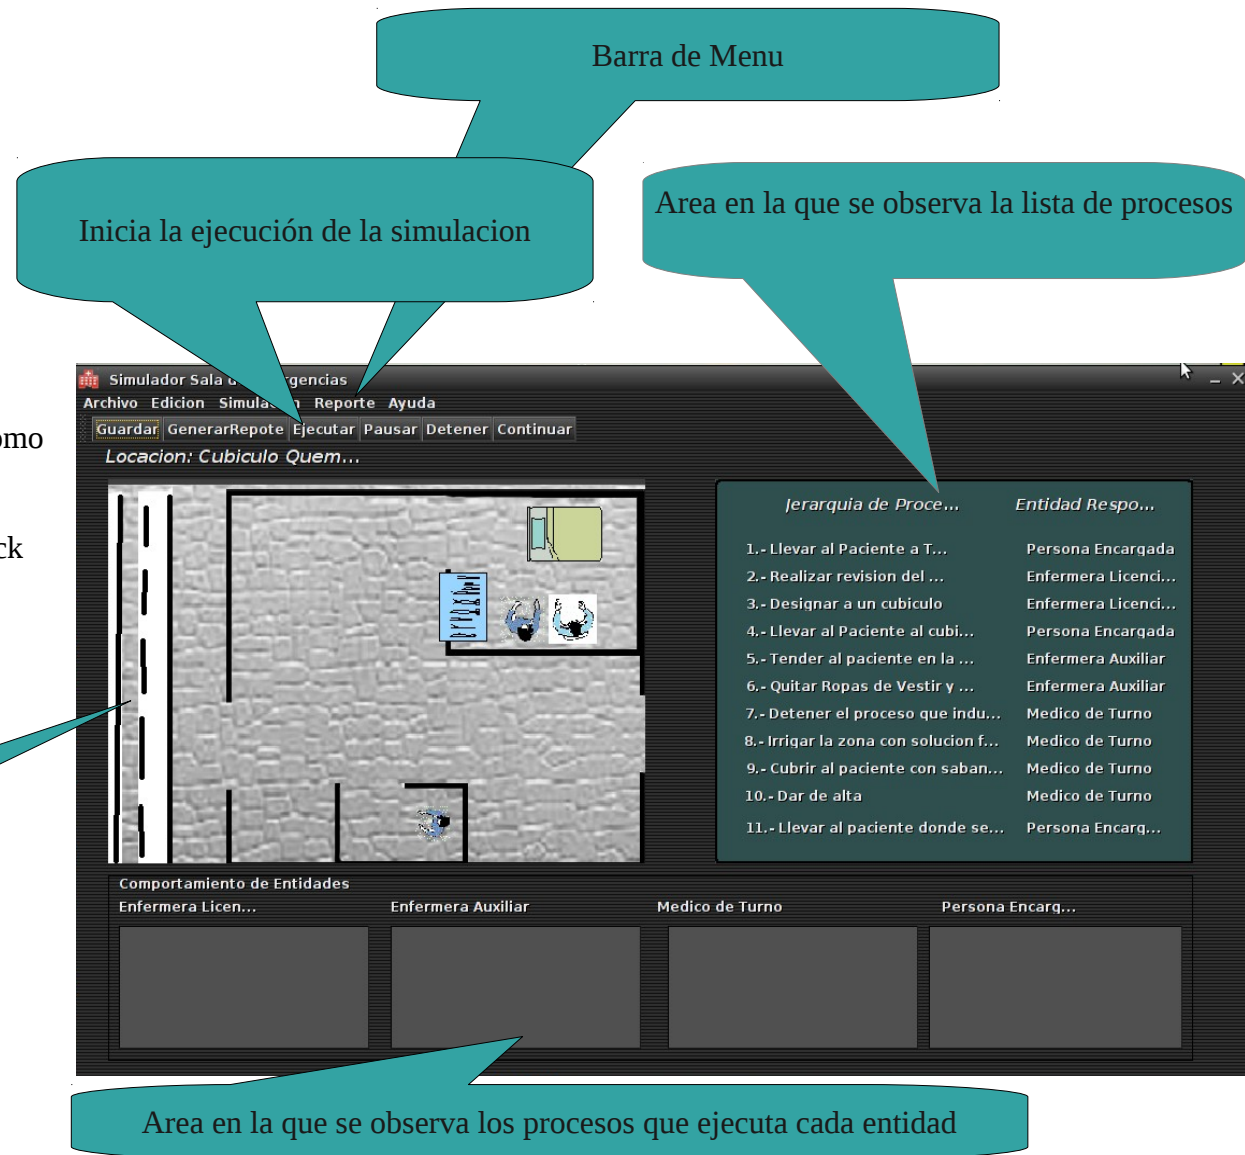 Barra de Menu
Inicia la ejecución de la simulacion
Area en la que se observa la lista de procesos
omo
ck
Simulador Sala d rgencias
Archivo Edicion Simulacion Reporte Ayuda
Guardar GenerarRepote Ejecutar Pausar Detener Continuar
Locacion: Cubiculo Quem...
Jerarquia de Proce... Entidad Respo...
1.- Llevar al Paciente a T... Persona Encargada
2.- Realizar revision del ... Enfermera Licenci...
3.- Designar a un cubiculo Enfermera Licenci...
4.- Llevar al Paciente al cubi... Persona Encargada
5.- Tender al paciente en la ... Enfermera Auxiliar
6.- Quitar Ropas de Vestir y ... Enfermera Auxiliar
7.- Detener el proceso que indu... Medico de Turno
8.- Irrigar la zona con solucion f... Medico de Turno
9.- Cubrir al paciente con saban... Medico de Turno
10.- Dar de alta Medico de Turno
11.- Llevar al paciente donde se... Persona Encarg...
Comportamiento de Entidades
Enfermera Licen... Enfermera Auxiliar Medico de Turno Persona Encarg...
Area en la que se observa los procesos que ejecuta cada entidad